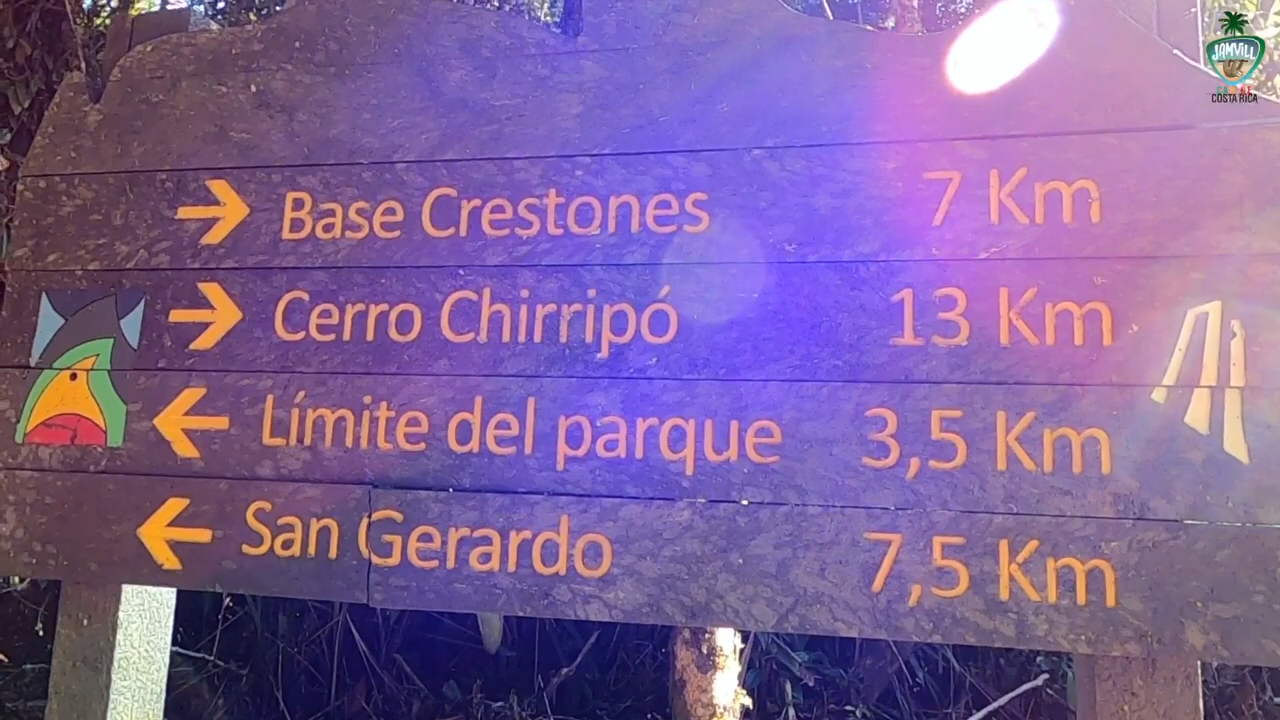 JAMVILL
COSTA RICA
→ Base Crestones 7 Km
→ Cerro Chirripó 13 Km
← Límite del parque 3,5 Km
← San Gerardo 7,5 Km